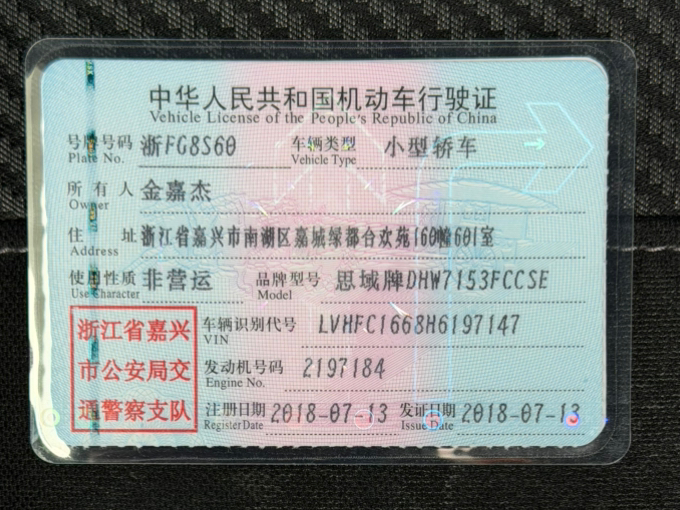 中华人民共和国机动车行驶证
Vehicle License of the People's Republic of China
号牌号码 浙FG8S60 车辆类型 小型轿车
Plate No. Vehicle Type
所有人 金嘉杰
Owner
住址 浙江省嘉兴市南湖区嘉城绿都台欢苑160幢601室
Address
使用性质 非营运 品牌型号 思域牌DHW7153FCCSE
Use Character Model
浙江省嘉兴
市公安局交
通警察支队
车辆识别代号 LVHFC1668H6197147
VIN
发动机号码 2197184
Engine No.
注册日期 2018-07-13 发证日期 2018-07-13
Register Date Issue Date